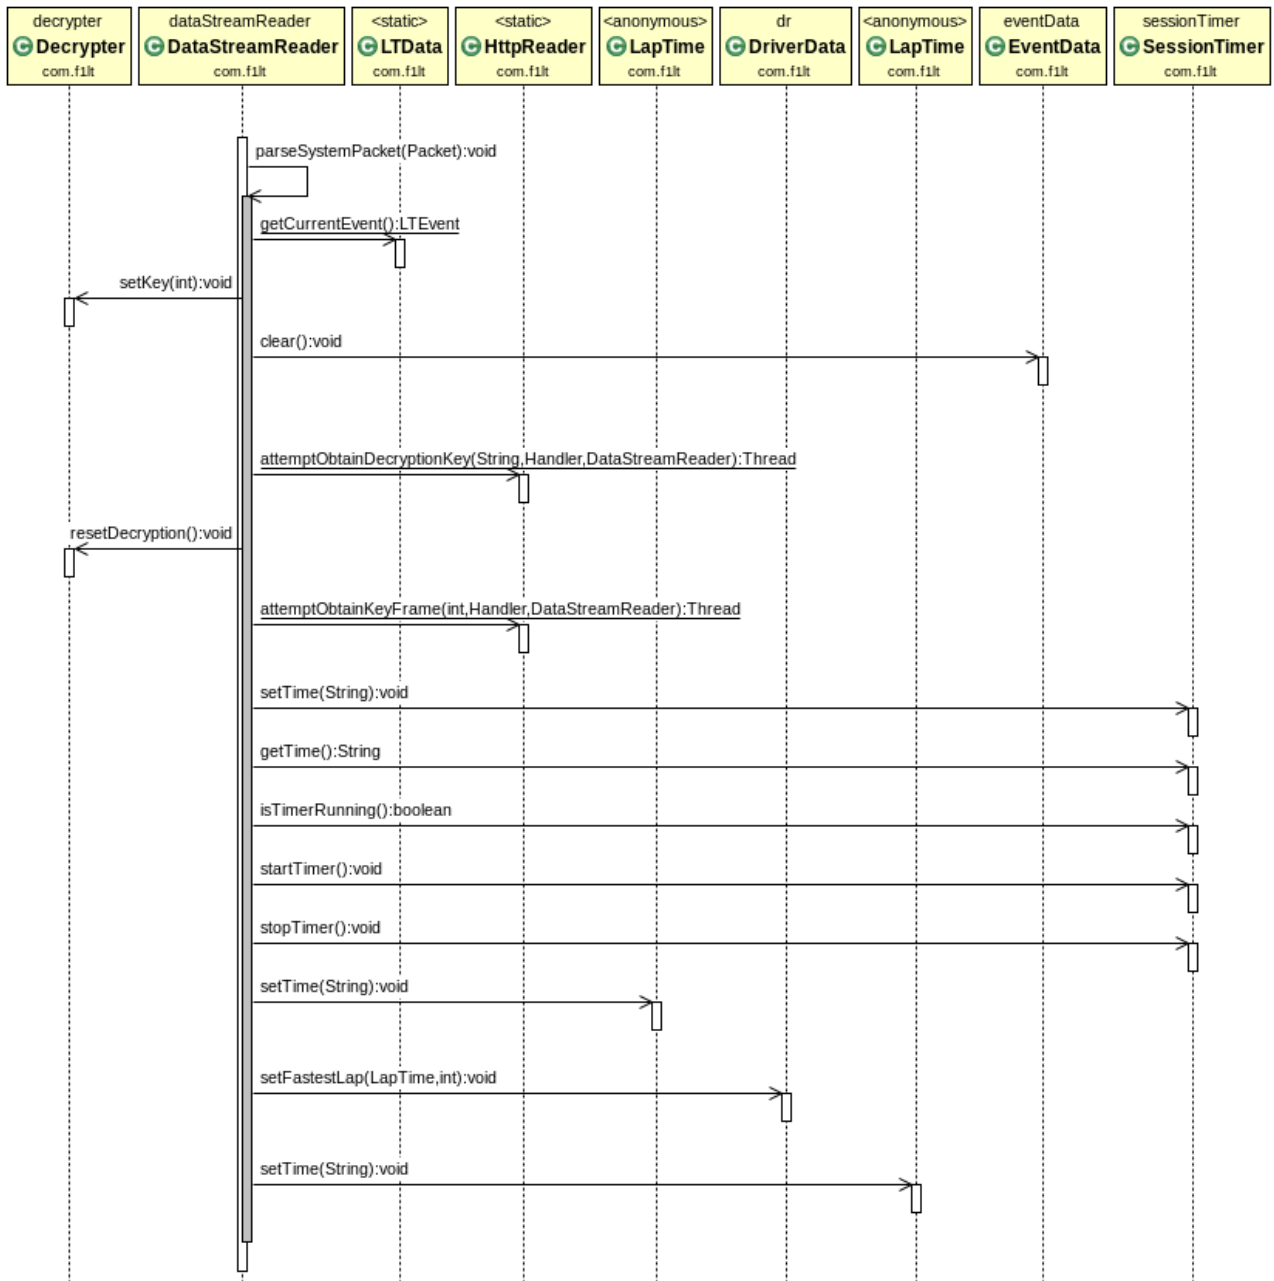 decrypter
Decrypter
com.f1lt
dataStreamReader
DataStreamReader
com.f1lt
<static>
LTData
com.f1lt
<static>
HttpReader
com.f1lt
<anonymous>
LapTime
com.f1lt
dr
DriverData
com.f1lt
<anonymous>
LapTime
com.f1lt
eventData
EventData
com.f1lt
sessionTimer
SessionTimer
com.f1lt
parseSystemPacket(Packet):void
getCurrentEvent():LTEvent
setKey(int):void
clear():void
attemptObtainDecryptionKey(String,Handler,DataStreamReader):Thread
resetDecryption():void
attemptObtainKeyFrame(int,Handler,DataStreamReader):Thread
setTime(String):void
getTime():String
isTimerRunning():boolean
startTimer():void
stopTimer():void
setTime(String):void
setFastestLap(LapTime,int):void
setTime(String):void